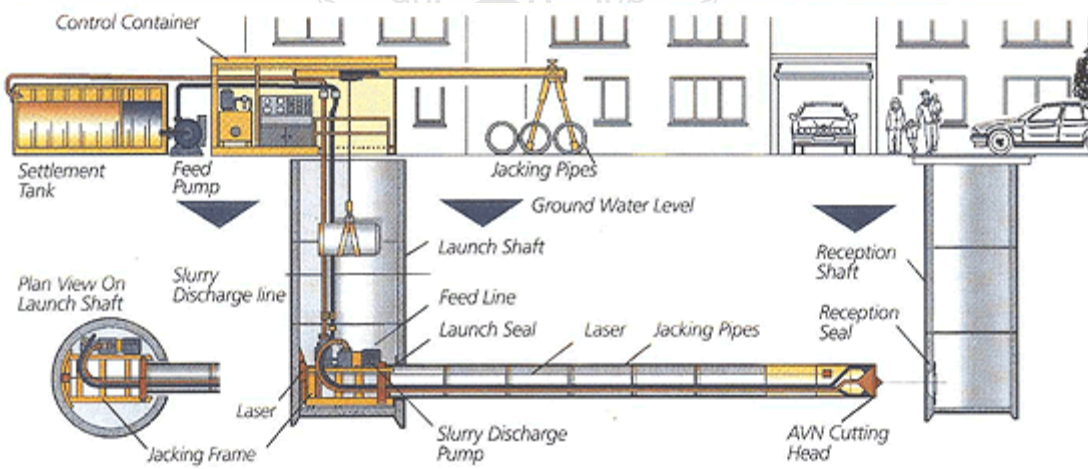 Control Container
Settlement
Tank
Feed
Pump
Jacking Pipes
Ground Water Level
Launch Shaft
Reception
Shaft
Plan View On
Launch Shaft
Slurry
Discharge line
Feed Line
Launch Seal
Laser
Jacking Pipes
Reception
Seal
Laser
Jacking Frame
Slurry Discharge
Pump
AVN Cutting
Head